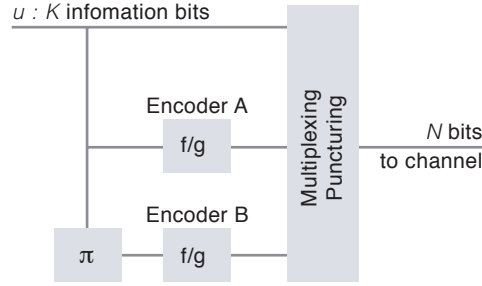 u : K infomation bits
Encoder A
f/g
Multiplexing
Puncturing
N bits
to channel
Encoder B
π
f/g